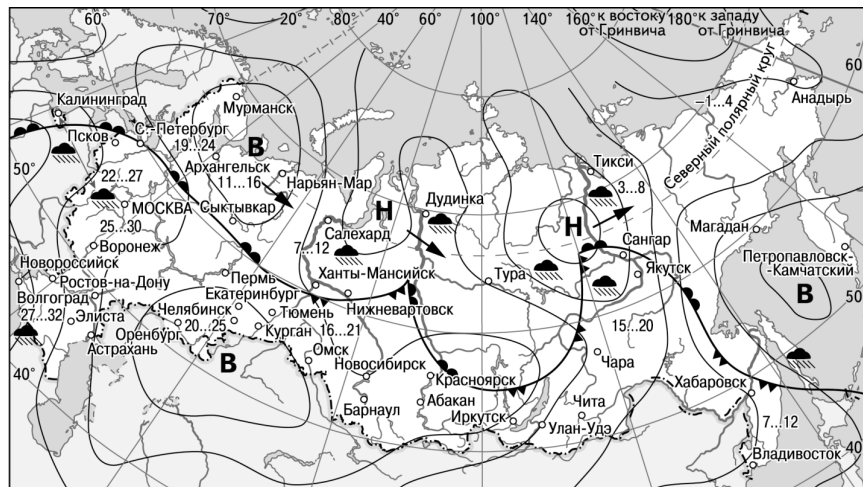 80°
70°
20°
80°
40°
60°
100°
140°
160° к востоку
от Гринвича
180° к западу
от Гринвича
60°
60°
Калининград
Мурманск
–1...4
Анадырь
Северный полярный круг
Псков
С.-Петербург
19...24
В
Архангельск
11...16
Нарьян-Мар
Тикси
3...8
50°
22...27
МОСКВА
Сыктывкар
Н
Дудинка
Н
Магадан
25...30
Воронеж
7...12
Салехард
Сангар
Петропавловск-
Камчатский
Новороссийск
Ростов-на-Дону
Волгоград
27...32
Элиста
Астрахань
Пермь
Ханты-Мансийск
Тура
Якутск
В
Екатеринбург
Челябинск
20...25
Оренбург
Тюмень
16...21
Курган
Нижневартовск
15...20
50°
Омск
Новосибирск
Чара
В
40°
Красноярск
Хабаровск
Барнаул
Абакан
Иркутск
Чита
Улан-Удэ
7...12
Владивосток
40°
60°
80°
100°
120°